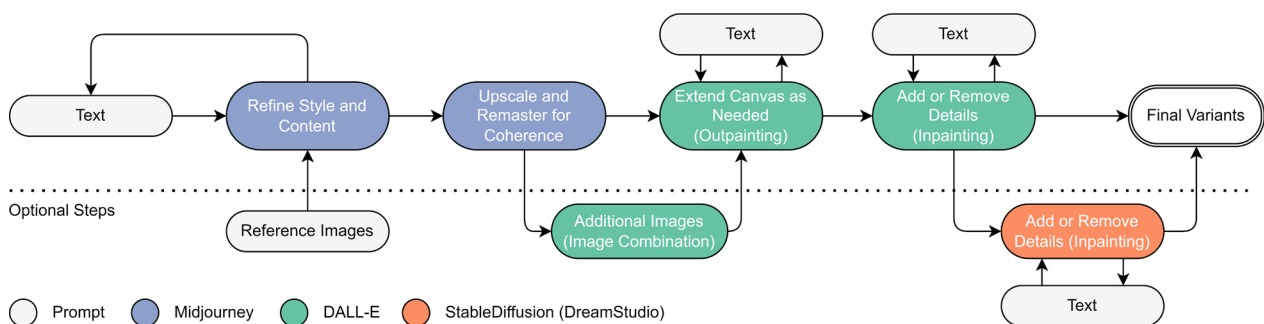 Text
Text
Text
Refine Style and
Content
Upscale and
Remaster for
Coherence
Extend Canvas as
Needed
(Outpainting)
Add or Remove
Details
(Inpainting)
Final Variants
Optional Steps
Reference Images
Additional Images
(Image Combination)
Add or Remove
Details (Inpainting)
Text
Prompt
Midjourney
DALL-E
StableDiffusion (DreamStudio)